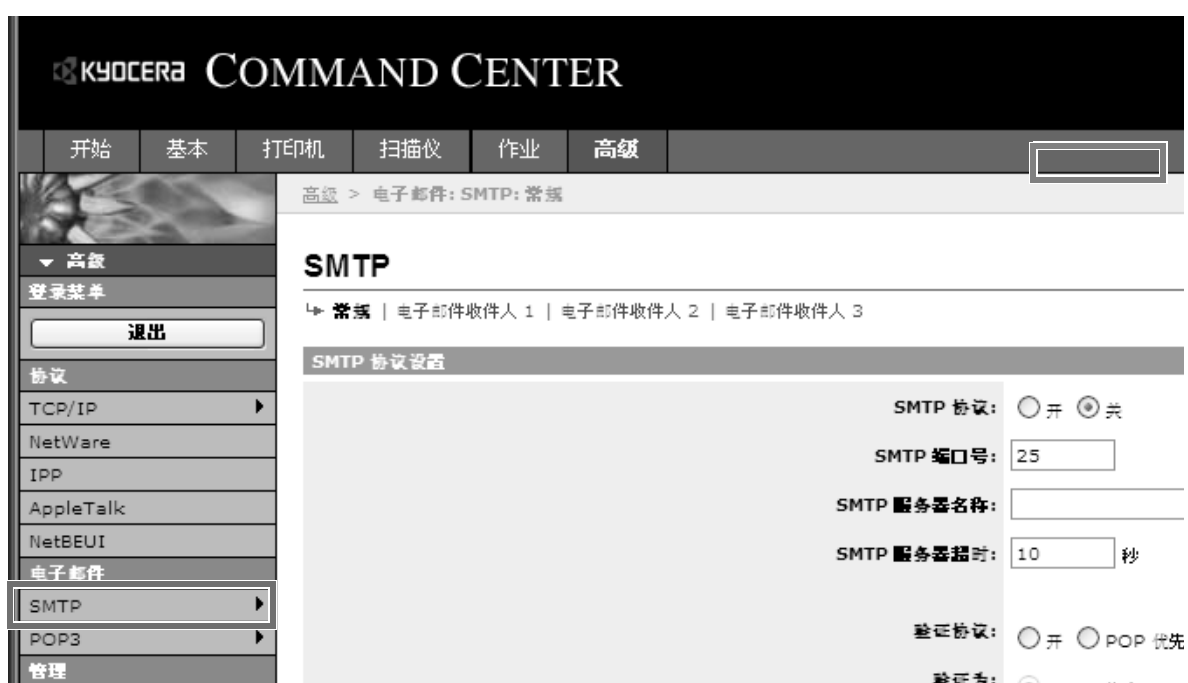 KYOCERA COMMAND CENTER
开始 基本 打印机 扫描仪 作业 高级
高级 > 电子邮件: SMTP: 常规
高级
登录菜单
退出
协议
TCP/IP
NetWare
IPP
AppleTalk
NetBEUI
电子邮件
SMTP
POP3
管理
SMTP
常规 | 电子邮件收件人 1 | 电子邮件收件人 2 | 电子邮件收件人 3
SMTP 协议设置
SMTP 协议: 开 关
SMTP 端口号: 25
SMTP 服务器名称:
SMTP 服务器超时: 10 秒
验证协议: 开 POP 优先
验证为: